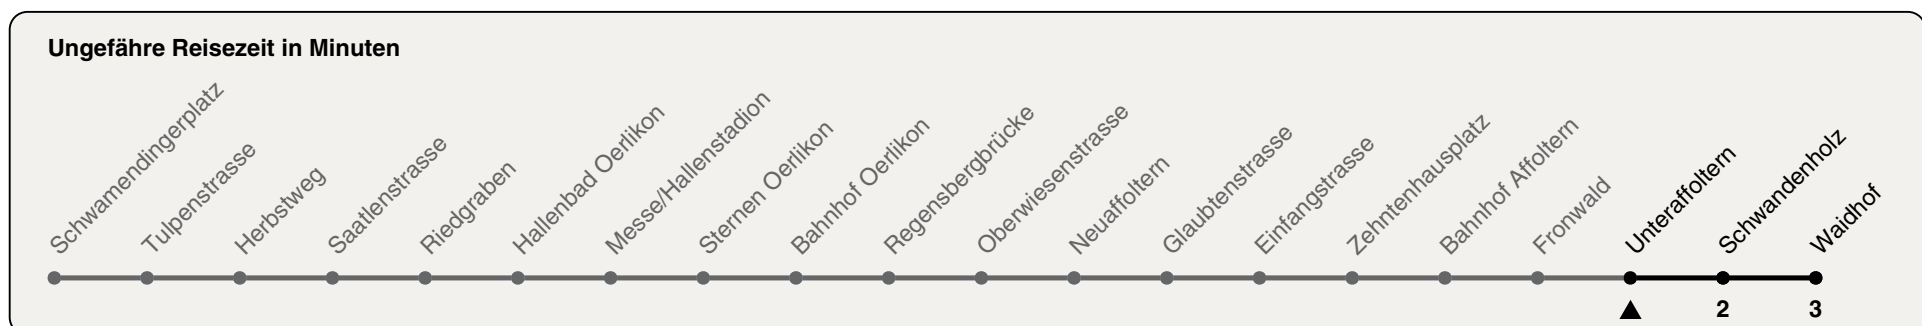 Ungefähre Reisezeit in Minuten
Schwamendingerplatz
Tulpenstrasse
Herbstweg
Saatlenstrasse
Riedgraben
Hallenbad Oerlikon
Messe/Hallenstadion
Sternen Oerlikon
Bahnhof Oerlikon
Regensbergbrücke
Oberwiesenstrasse
Neuaffoltern
Glaubtenstrasse
Einfangstrasse
Zehntenhausplatz
Bahnhof Affoltern
Fronwald
Unteraffoltern
Schwandenholz
Waidhof
2 3